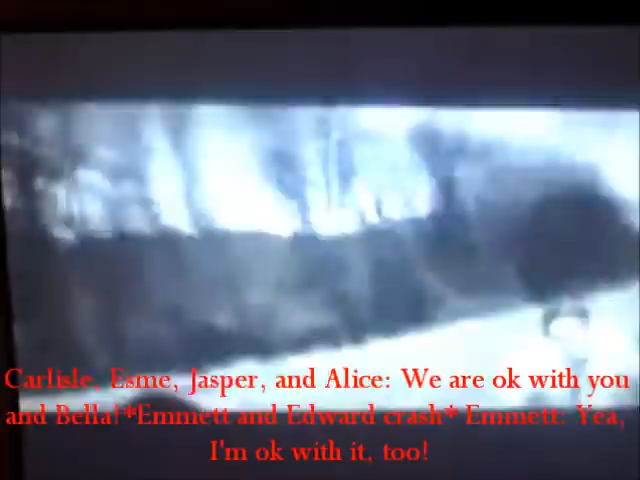 Carlisle, Esme, Jasper, and Alice: We are ok with you
and Bella!*Emmett and Edward crash* Emmett: Yea,
I'm ok with it, too!